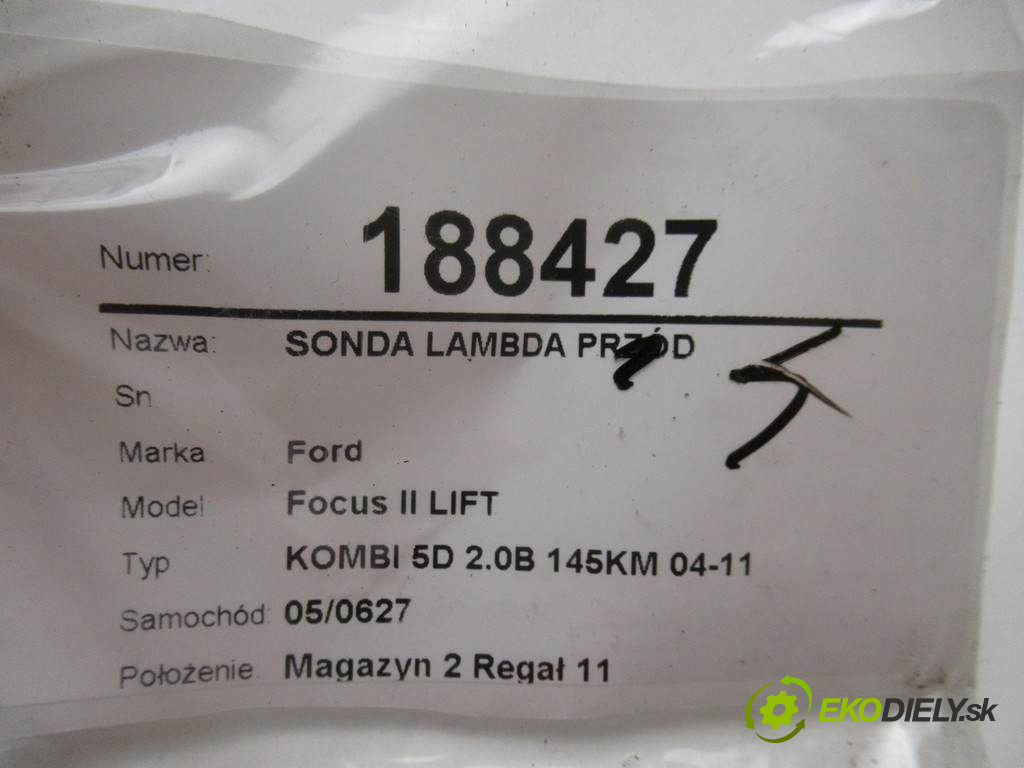 Numer: 188427
Nazwa: SONDA LAMBDA PRZÓD
Sn
Marka Ford
Model Focus II LIFT
Typ KOMBI 5D 2.0B 145KM 04-11
Samochód: 05/0627
Położenie Magazyn 2 Regał 11
EKODIELY.sk